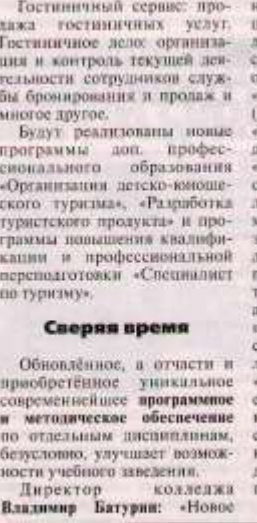 Гостиничный сервис: про-
дажа гостиничных услуг.
Гостиничное дело: организа-
ция и контроль текущей дея-
тельности сотрудников служ-
бы бронирования и продаж и
многое другое.
Будут реализованы новые
программы доп. профес-
сионального образования
«Организация детско-юноше-
ского туризма», «Разработка
туристского продукта» и про-
граммы повышения квалифи-
кации и профессиональной
переподготовки «Специалист
по туризму».
Сверяя время
Обновлённое, а отчасти и
приобретённое уникальное
современнейшее программное
и методическое обеспечение
по отдельным дисциплинам,
безусловно, улучшает возмож-
ности учебного заведения.
Директор колледжа
Владимир Батурин: «Новое